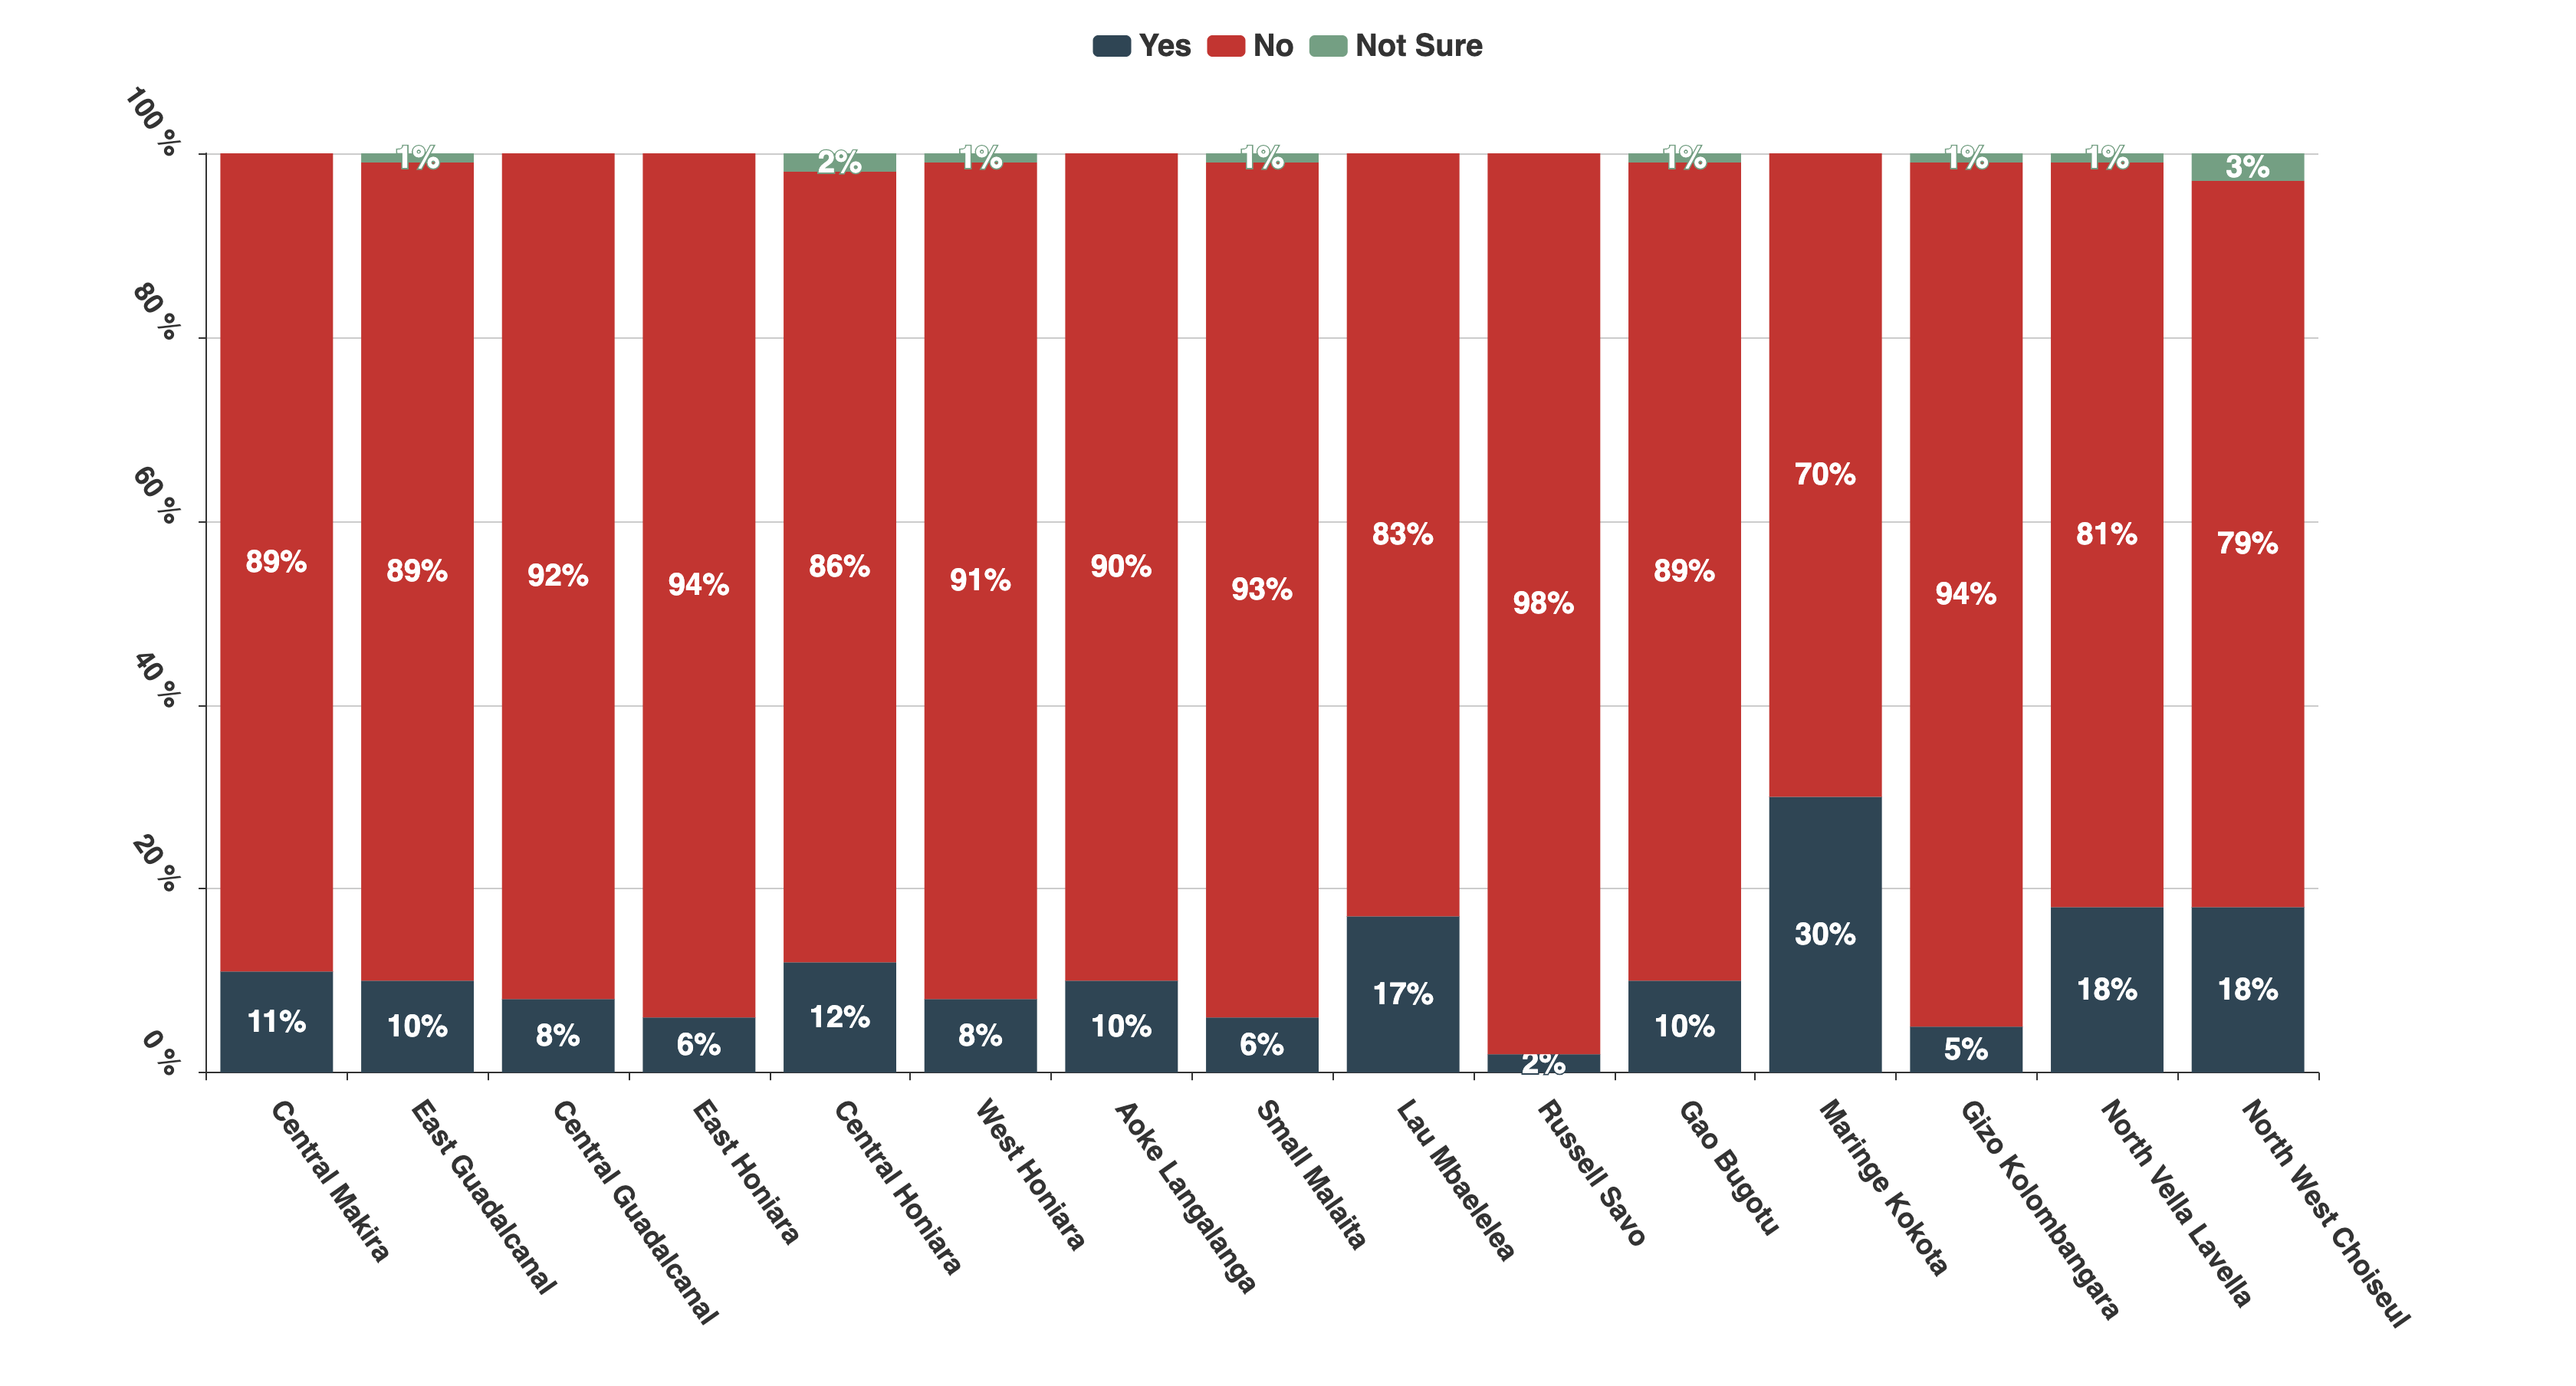 Yes No Not Sure
100 %
80 %
60 %
40 %
20 %
0 %
1% 2% 1% 1% 1% 1% 1% 3%
89% 89% 92% 94% 86% 91% 90% 93% 83% 98% 89% 70% 94% 81% 79%
11% 10% 8% 6% 12% 8% 10% 6% 17% 2% 10% 30% 5% 18% 18%
Central Makira
East Guadalcanal
Central Guadalcanal
East Honiara
Central Honiara
West Honiara
Aoke Langalanga
Small Malaita
Lau Mbaelelea
Russell Savo
Gao Bugotu
Maringe Kokota
Gizo Kolombangara
North Vella Lavella
North West Choiseul